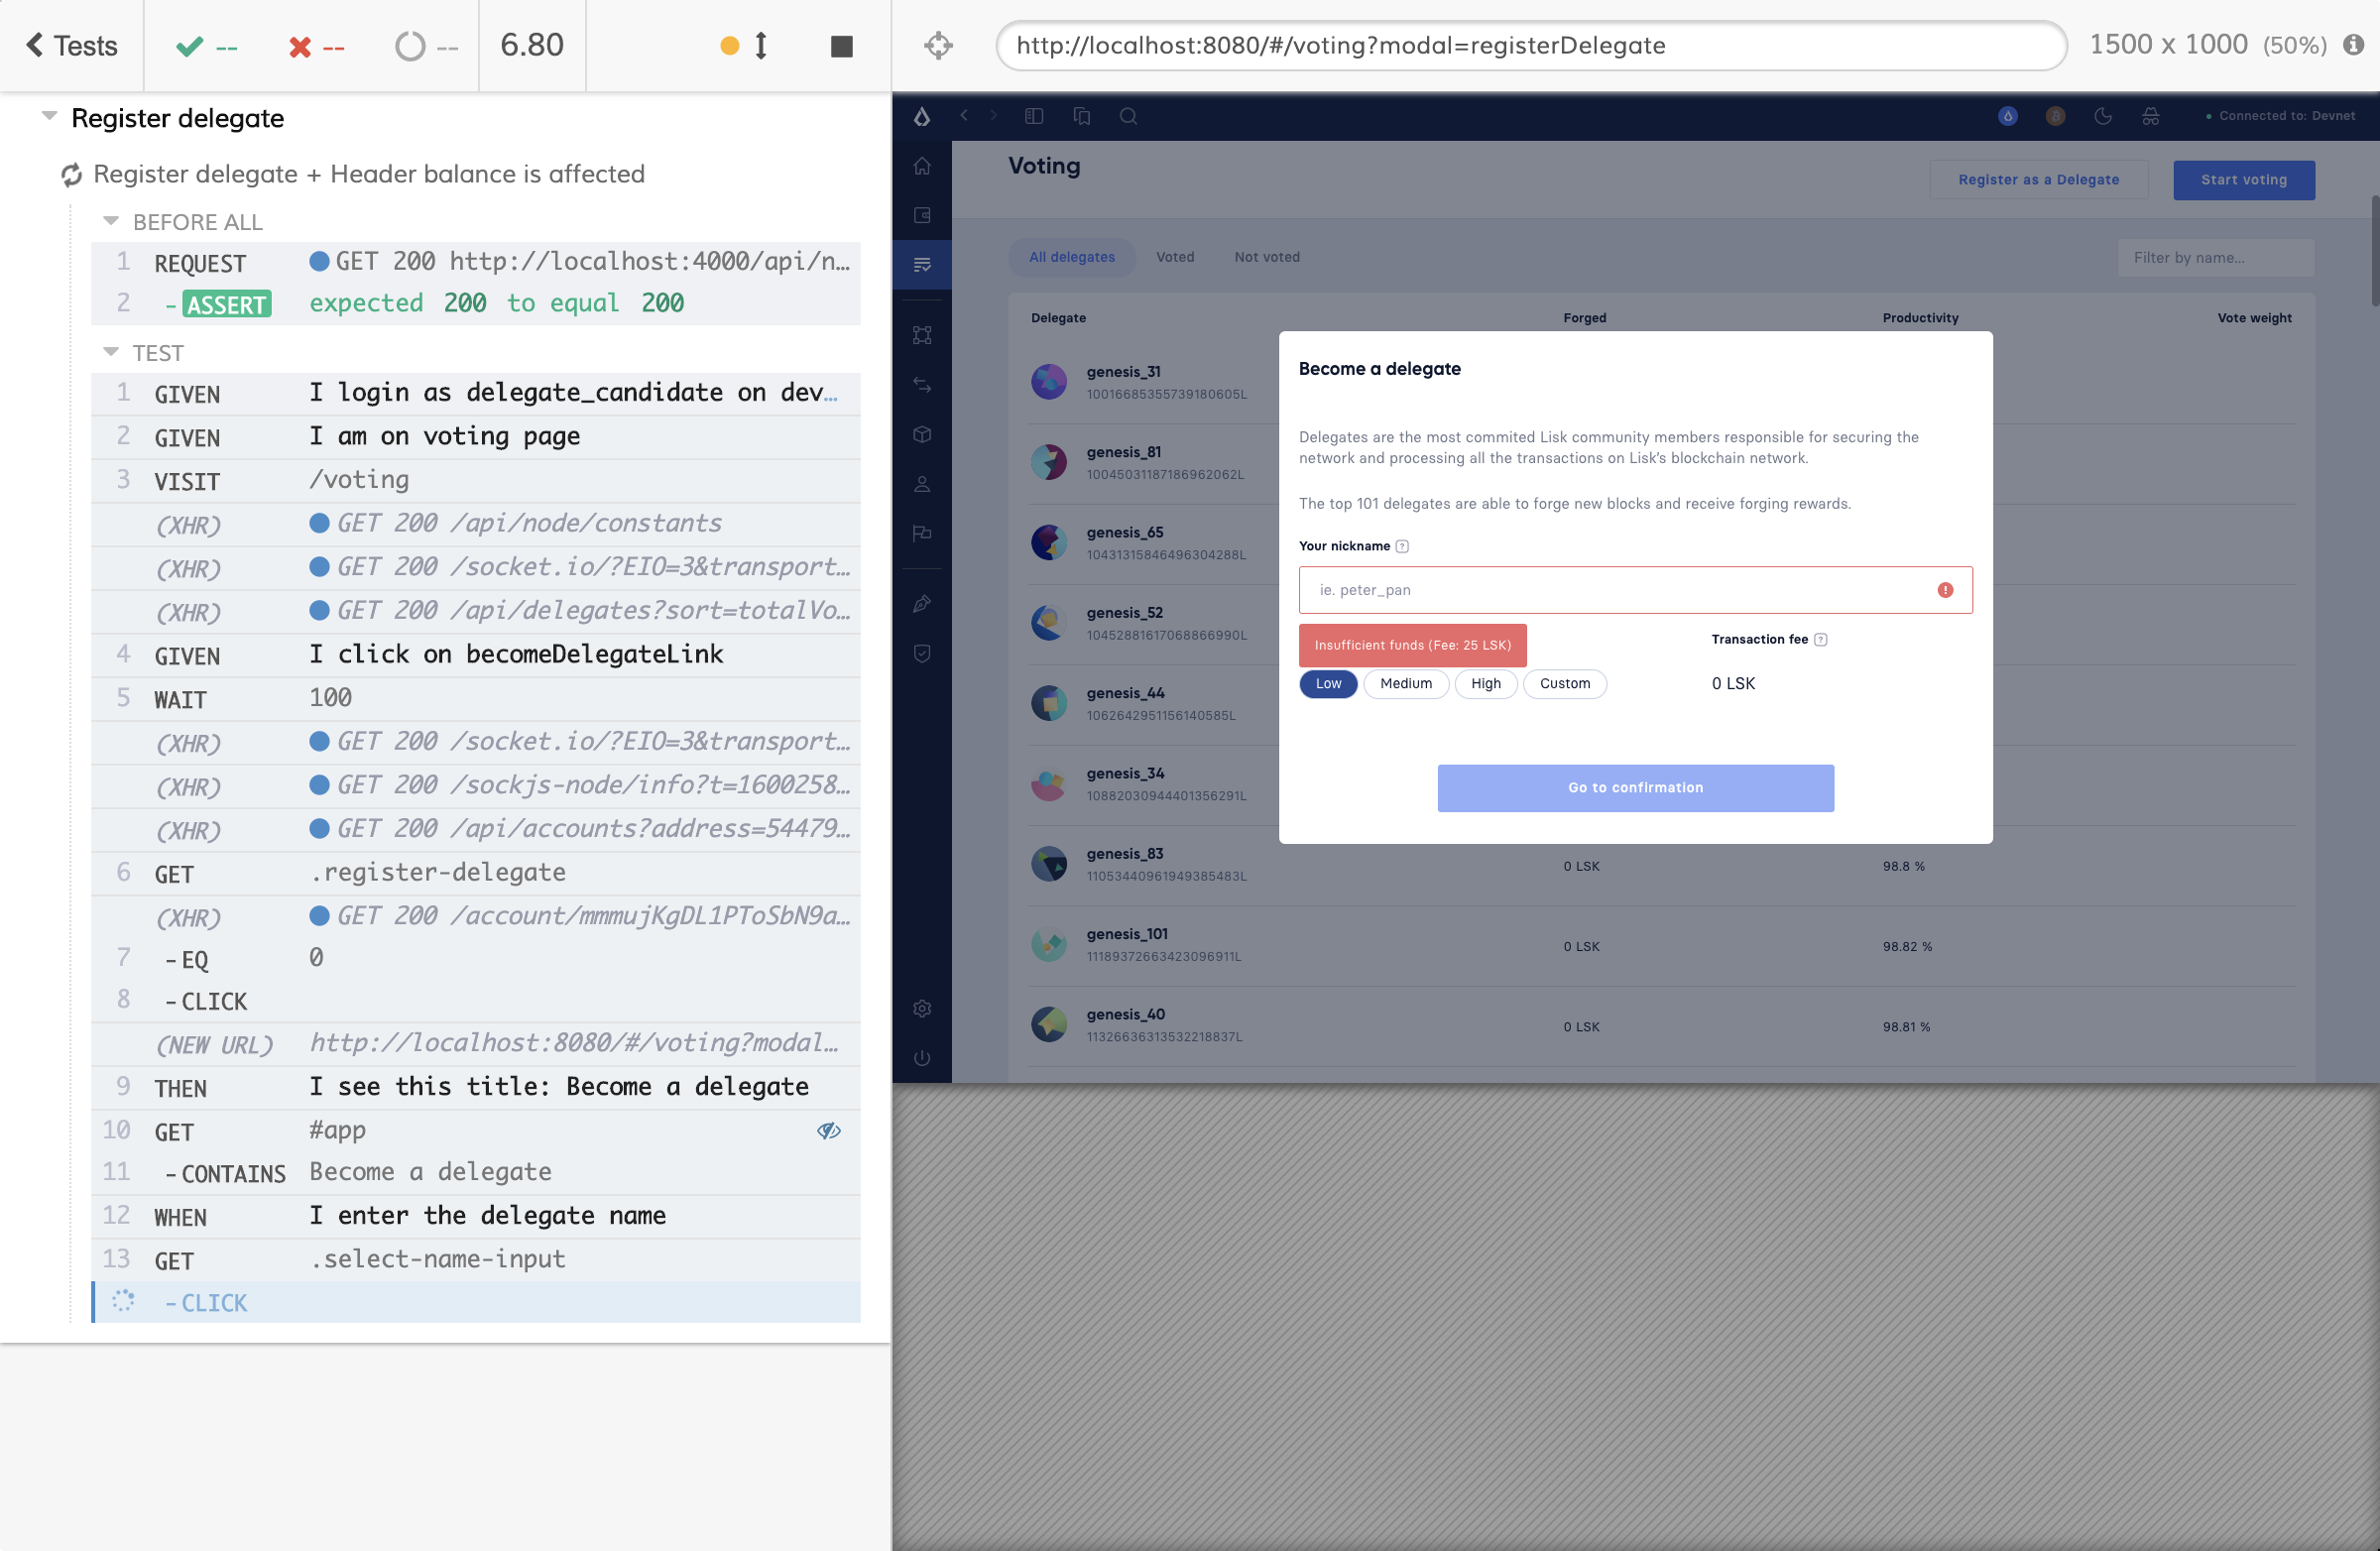 Tests
--
--
--
6.80
http://localhost:8080/#/voting?modal=registerDelegate
1500 x 1000 (50%)
Register delegate
Register delegate + Header balance is affected
BEFORE ALL
1 REQUEST GET 200 http://localhost:4000/api/n…
2 -ASSERT expected 200 to equal 200
TEST
1 GIVEN I login as delegate_candidate on dev…
2 GIVEN I am on voting page
3 VISIT /voting
(XHR) GET 200 /api/node/constants
(XHR) GET 200 /socket.io/?EIO=3&transport…
(XHR) GET 200 /api/delegates?sort=totalVo…
4 GIVEN I click on becomeDelegateLink
5 WAIT 100
(XHR) GET 200 /socket.io/?EIO=3&transport…
(XHR) GET 200 /sockjs-node/info?t=1600258…
(XHR) GET 200 /api/accounts?address=54479…
6 GET .register-delegate
(XHR) GET 200 /account/mmmujKgDL1PToSbN9a…
7 -EQ 0
8 -CLICK
(NEW URL) http://localhost:8080/#/voting?modal…
9 THEN I see this title: Become a delegate
10 GET #app
11 -CONTAINS Become a delegate
12 WHEN I enter the delegate name
13 GET .select-name-input
-CLICK
Connected to: Devnet
Voting
Register as a Delegate
Start voting
All delegates Voted Not voted
Filter by name...
Delegate Forged Productivity Vote weight
genesis_31
10016685355739180605L
genesis_81
10045031187186962062L
genesis_65
10431315846496304288L
genesis_52
10452881617068866990L
genesis_44
1062642951156140585L
genesis_34
10882030944401356291L
genesis_83
11053440961949385483L
0 LSK 98.8 %
genesis_101
11189372663423096911L
0 LSK 98.82 %
genesis_40
11326636313532218837L
0 LSK 98.81 %
Become a delegate
Delegates are the most commited Lisk community members responsible for securing the
network and processing all the transactions on Lisk's blockchain network.
The top 101 delegates are able to forge new blocks and receive forging rewards.
Your nickname
ie. peter_pan
Insufficient funds (Fee: 25 LSK)
Transaction fee
Low Medium High Custom
0 LSK
Go to confirmation